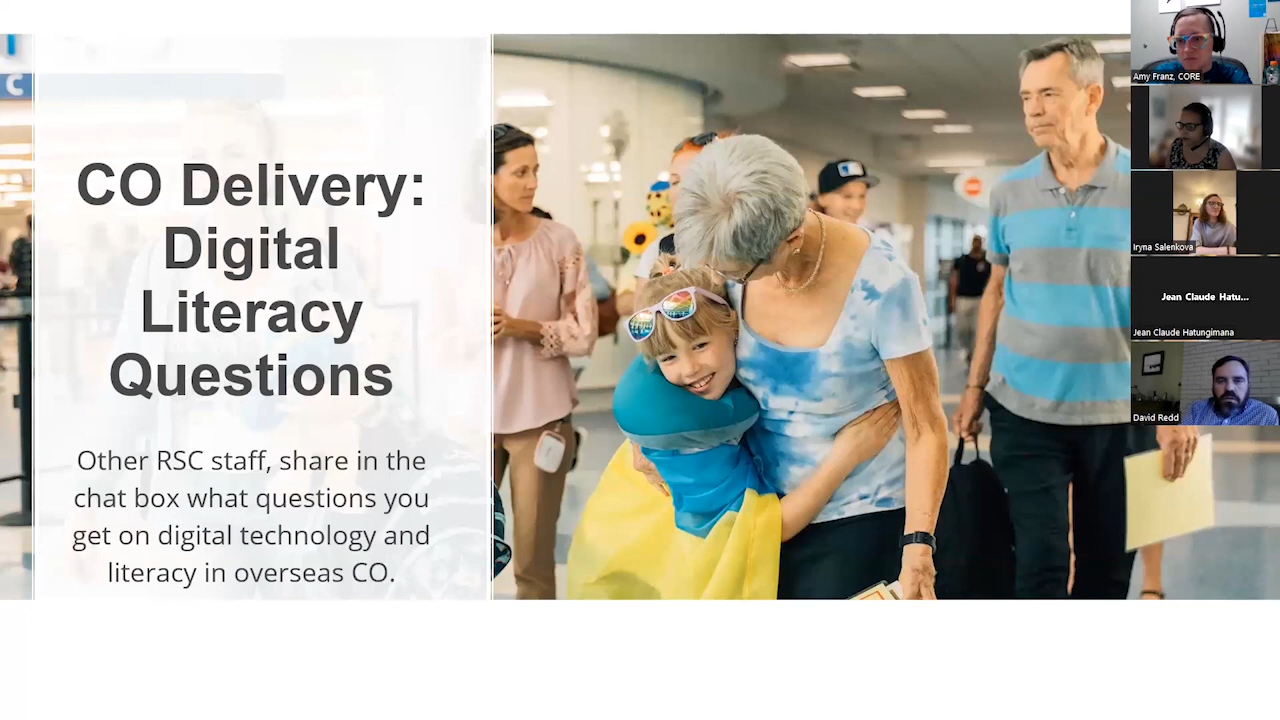 C
CO Delivery:
Digital
Literacy
Questions
Other RSC staff, share in the
chat box what questions you
get on digital technology and
literacy in overseas CO.
Amy Franz, CORE
Iryna Salenkova
Jean Claude Hatu...
Jean Claude Hatungimana
David Redd